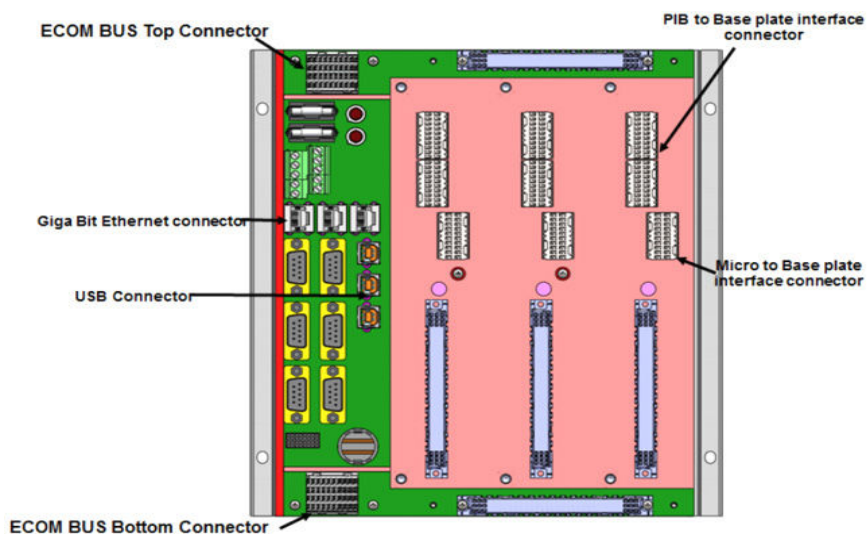 PIB to Base plate interface
connector
ECOM BUS Top Connector
Giga Bit Ethernet connector
Micro to Base plate
interface connector
USB Connector
ECOM BUS Bottom Connector